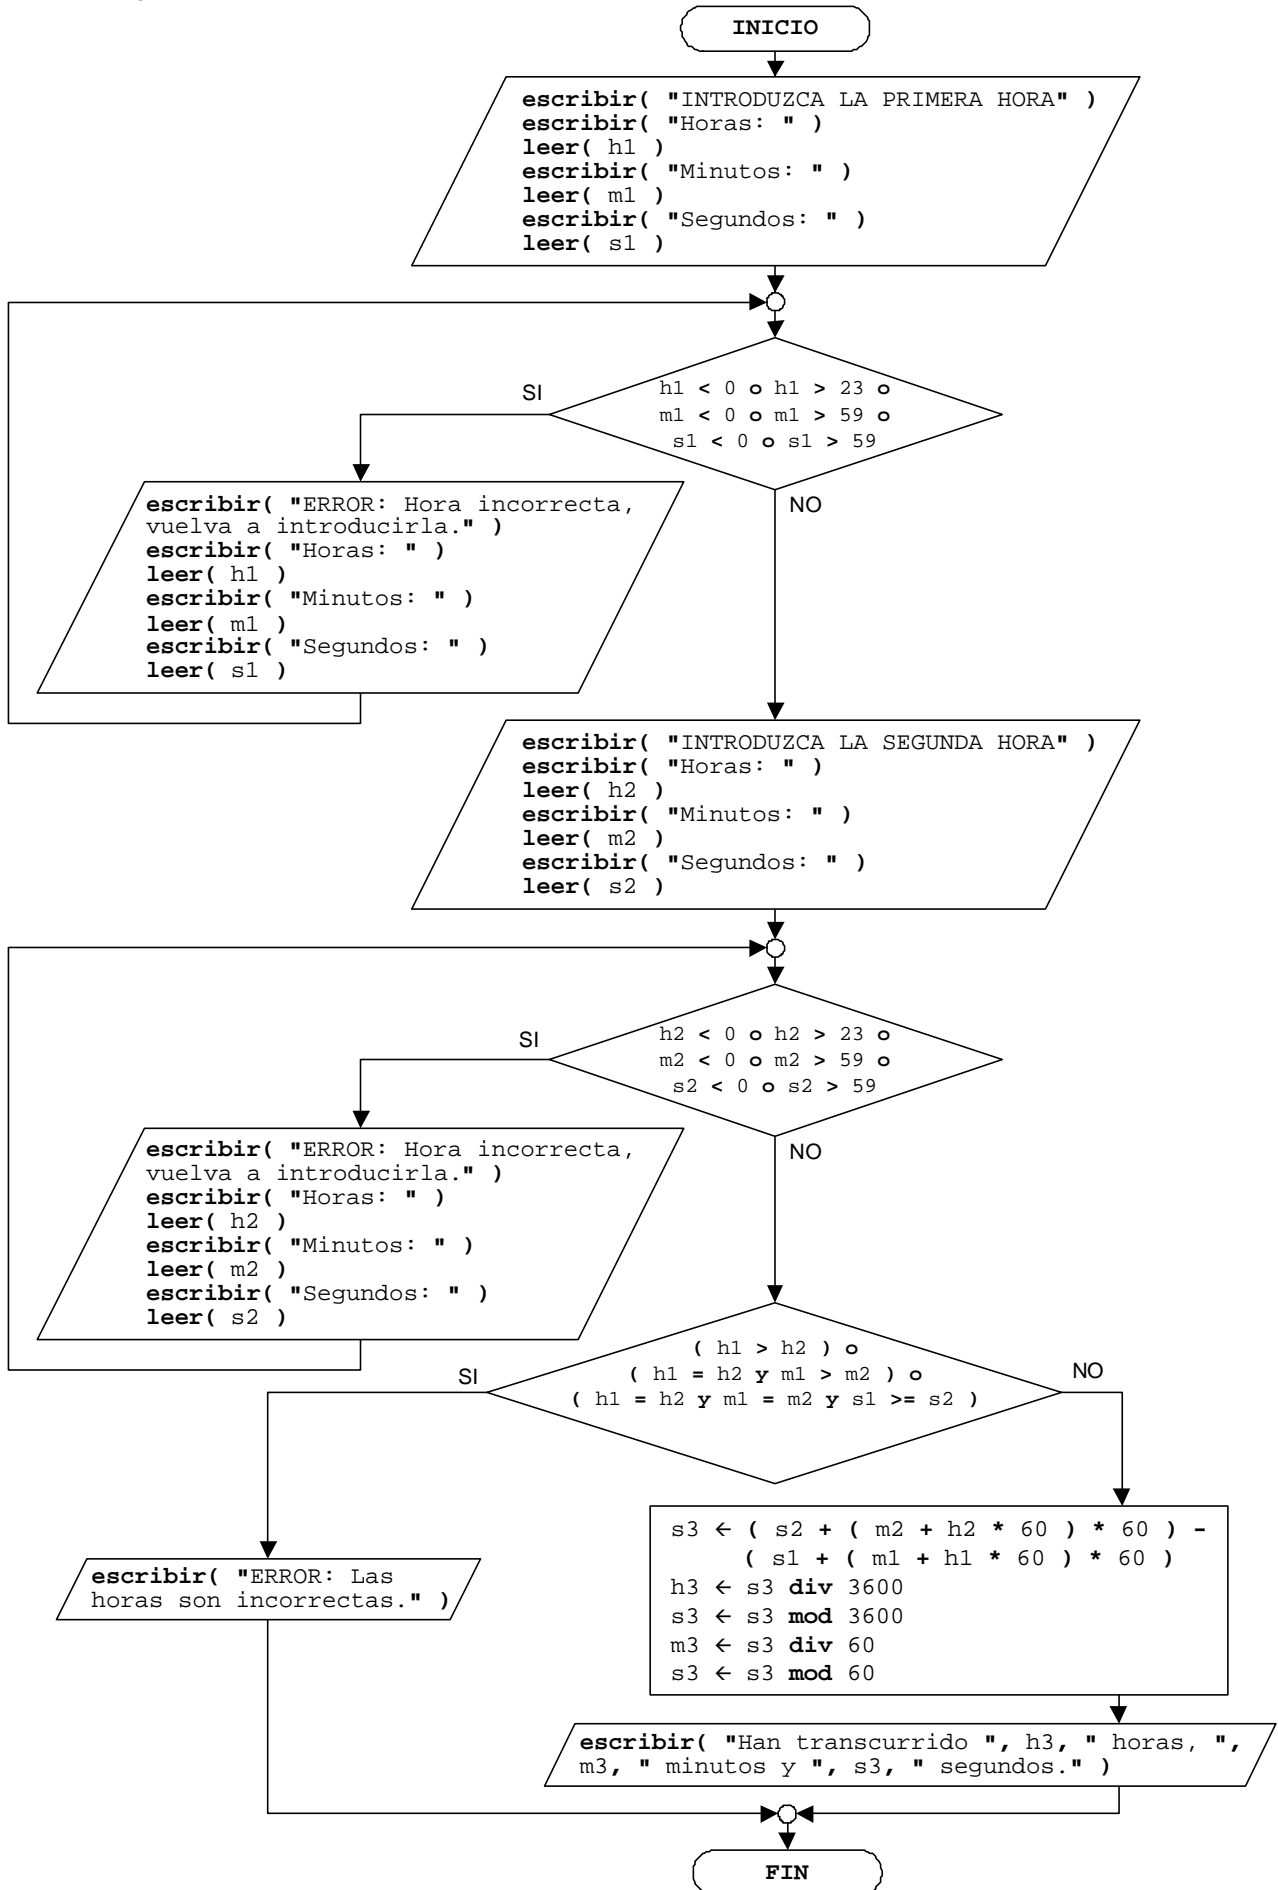 INICIO
escribir( "INTRODUZCA LA PRIMERA HORA" )
escribir( "Horas: " )
leer( h1 )
escribir( "Minutos: " )
leer( m1 )
escribir( "Segundos: " )
leer( s1 )
SI
h1 < 0 o h1 > 23 o
m1 < 0 o m1 > 59 o
s1 < 0 o s1 > 59
NO
escribir( "ERROR: Hora incorrecta,
vuelva a introducirla." )
escribir( "Horas: " )
leer( h1 )
escribir( "Minutos: " )
leer( m1 )
escribir( "Segundos: " )
leer( s1 )
escribir( "INTRODUZCA LA SEGUNDA HORA" )
escribir( "Horas: " )
leer( h2 )
escribir( "Minutos: " )
leer( m2 )
escribir( "Segundos: " )
leer( s2 )
SI
h2 < 0 o h2 > 23 o
m2 < 0 o m2 > 59 o
s2 < 0 o s2 > 59
NO
escribir( "ERROR: Hora incorrecta,
vuelva a introducirla." )
escribir( "Horas: " )
leer( h2 )
escribir( "Minutos: " )
leer( m2 )
escribir( "Segundos: " )
leer( s2 )
SI
( h1 > h2 ) o
( h1 = h2 y m1 > m2 ) o
( h1 = h2 y m1 = m2 y s1 >= s2 )
NO
s3 ← ( s2 + ( m2 + h2 * 60 ) * 60 ) -
( s1 + ( m1 + h1 * 60 ) * 60 )
h3 ← s3 div 3600
s3 ← s3 mod 3600
m3 ← s3 div 60
s3 ← s3 mod 60
escribir( "ERROR: Las
horas son incorrectas." )
escribir( "Han transcurrido ", h3, " horas, ",
m3, " minutos y ", s3, " segundos." )
FIN